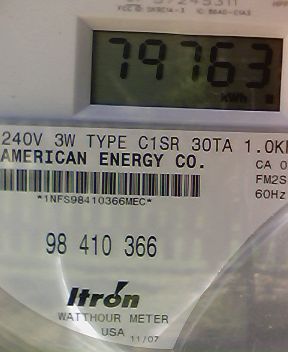 79763
kWh
240V 3W TYPE C1SR 30TA 1.0K
AMERICAN ENERGY CO.
CA 0
FM2S
60Hz
*1NFS98410366MEC*
98 410 366
Itrón
WATTHOUR METER
USA 11/07